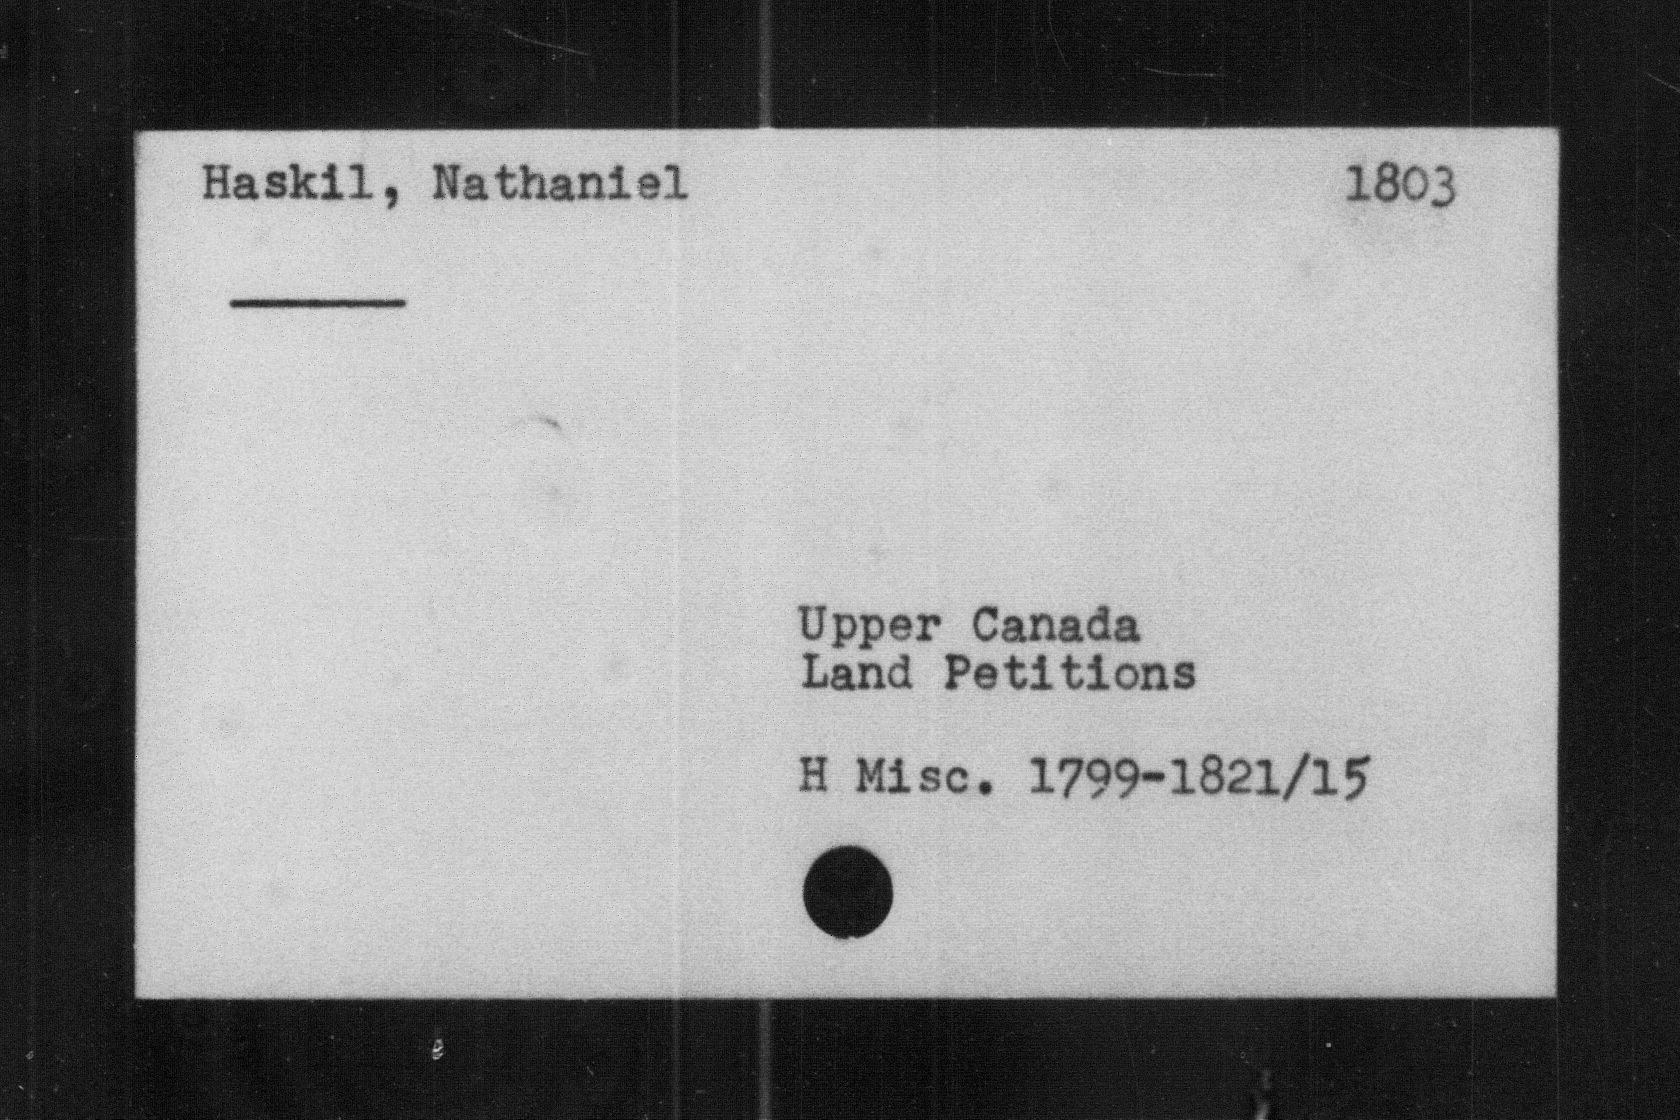 Haskil, Nathaniel 1803
Upper Canada
Land Petitions
H Misc. 1799-1821/15